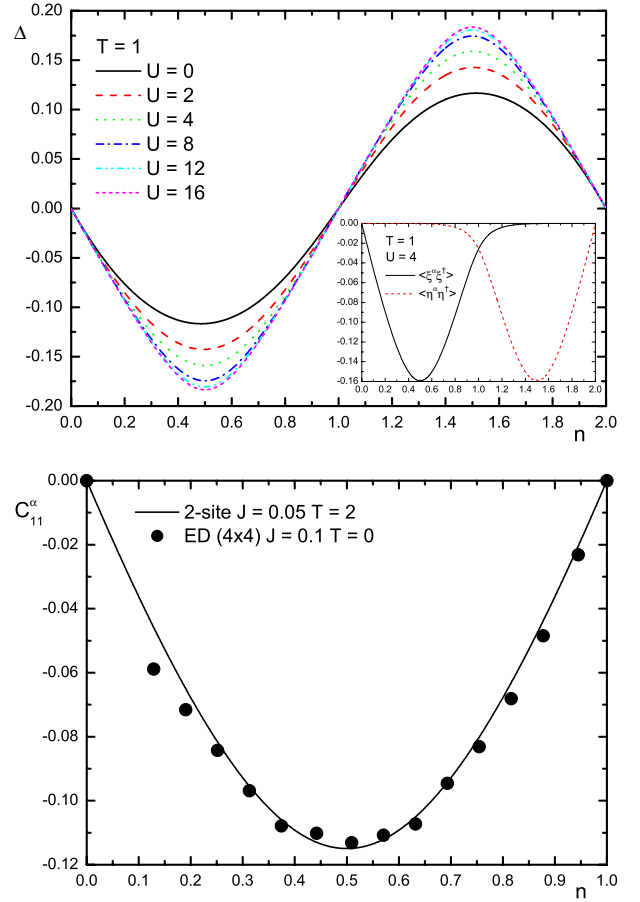 Δ
0.20
T = 1
U = 0
0.15
U = 2
0.10
U = 4
U = 8
0.05
U = 12
U = 16
0.00
0.00
T = 1
-0.02
U = 4
-0.04
-0.05
<ξ^α ξ^†>
-0.06
<η^α η^†>
-0.08
-0.10
-0.10
-0.12
-0.15
-0.14
-0.16
0.0 0.2 0.4 0.6 0.8 1.0 1.2 1.4 1.6 1.8 2.0
-0.20
0.0 0.2 0.4 0.6 0.8 1.0 1.2 1.4 1.6 1.8 2.0
n
0.00
C^α_11
2-site J = 0.05 T = 2
ED (4x4) J = 0.1 T = 0
-0.02
-0.04
-0.06
-0.08
-0.10
-0.12
0.0 0.1 0.2 0.3 0.4 0.5 0.6 0.7 0.8 0.9 1.0
n